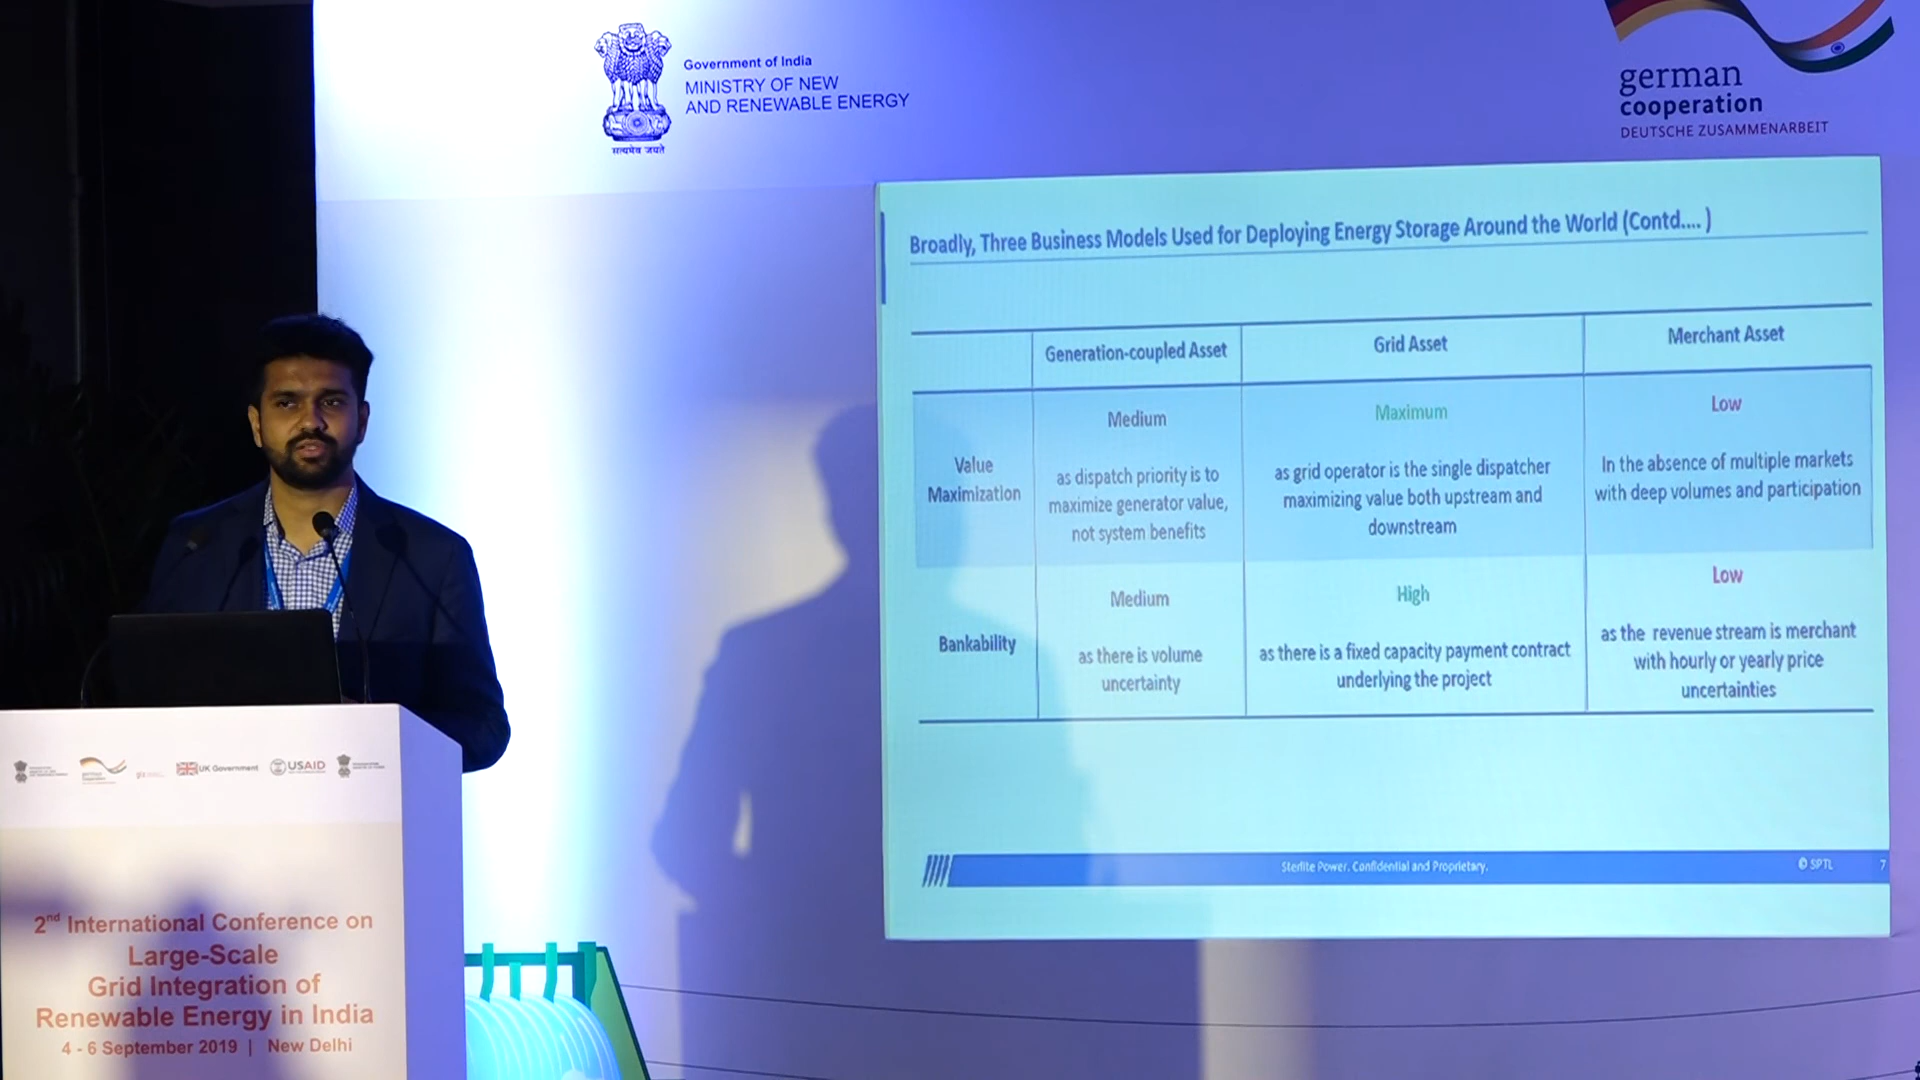 Government of India
MINISTRY OF NEW
AND RENEWABLE ENERGY
सत्यमेव जयते
german
cooperation
DEUTSCHE ZUSAMMENARBEIT
Broadly, Three Business Models Used for Deploying Energy Storage Around the World (Contd.... )
Generation-coupled Asset
Grid Asset
Merchant Asset
Value
Maximization
Medium
as dispatch priority is to
maximize generator value,
not system benefits
Maximum
as grid operator is the single dispatcher
maximizing value both upstream and
downstream
Low
In the absence of multiple markets
with deep volumes and participation
Bankability
Medium
as there is volume
uncertainty
High
as there is a fixed capacity payment contract
underlying the project
Low
as the revenue stream is merchant
with hourly or yearly price
uncertainties
Sterlite Power. Confidential and Proprietary.
© SPTL
7
giz
UK Government
USAID
2nd International Conference on
Large-Scale
Grid Integration of
Renewable Energy in India
4 - 6 September 2019 | New Delhi